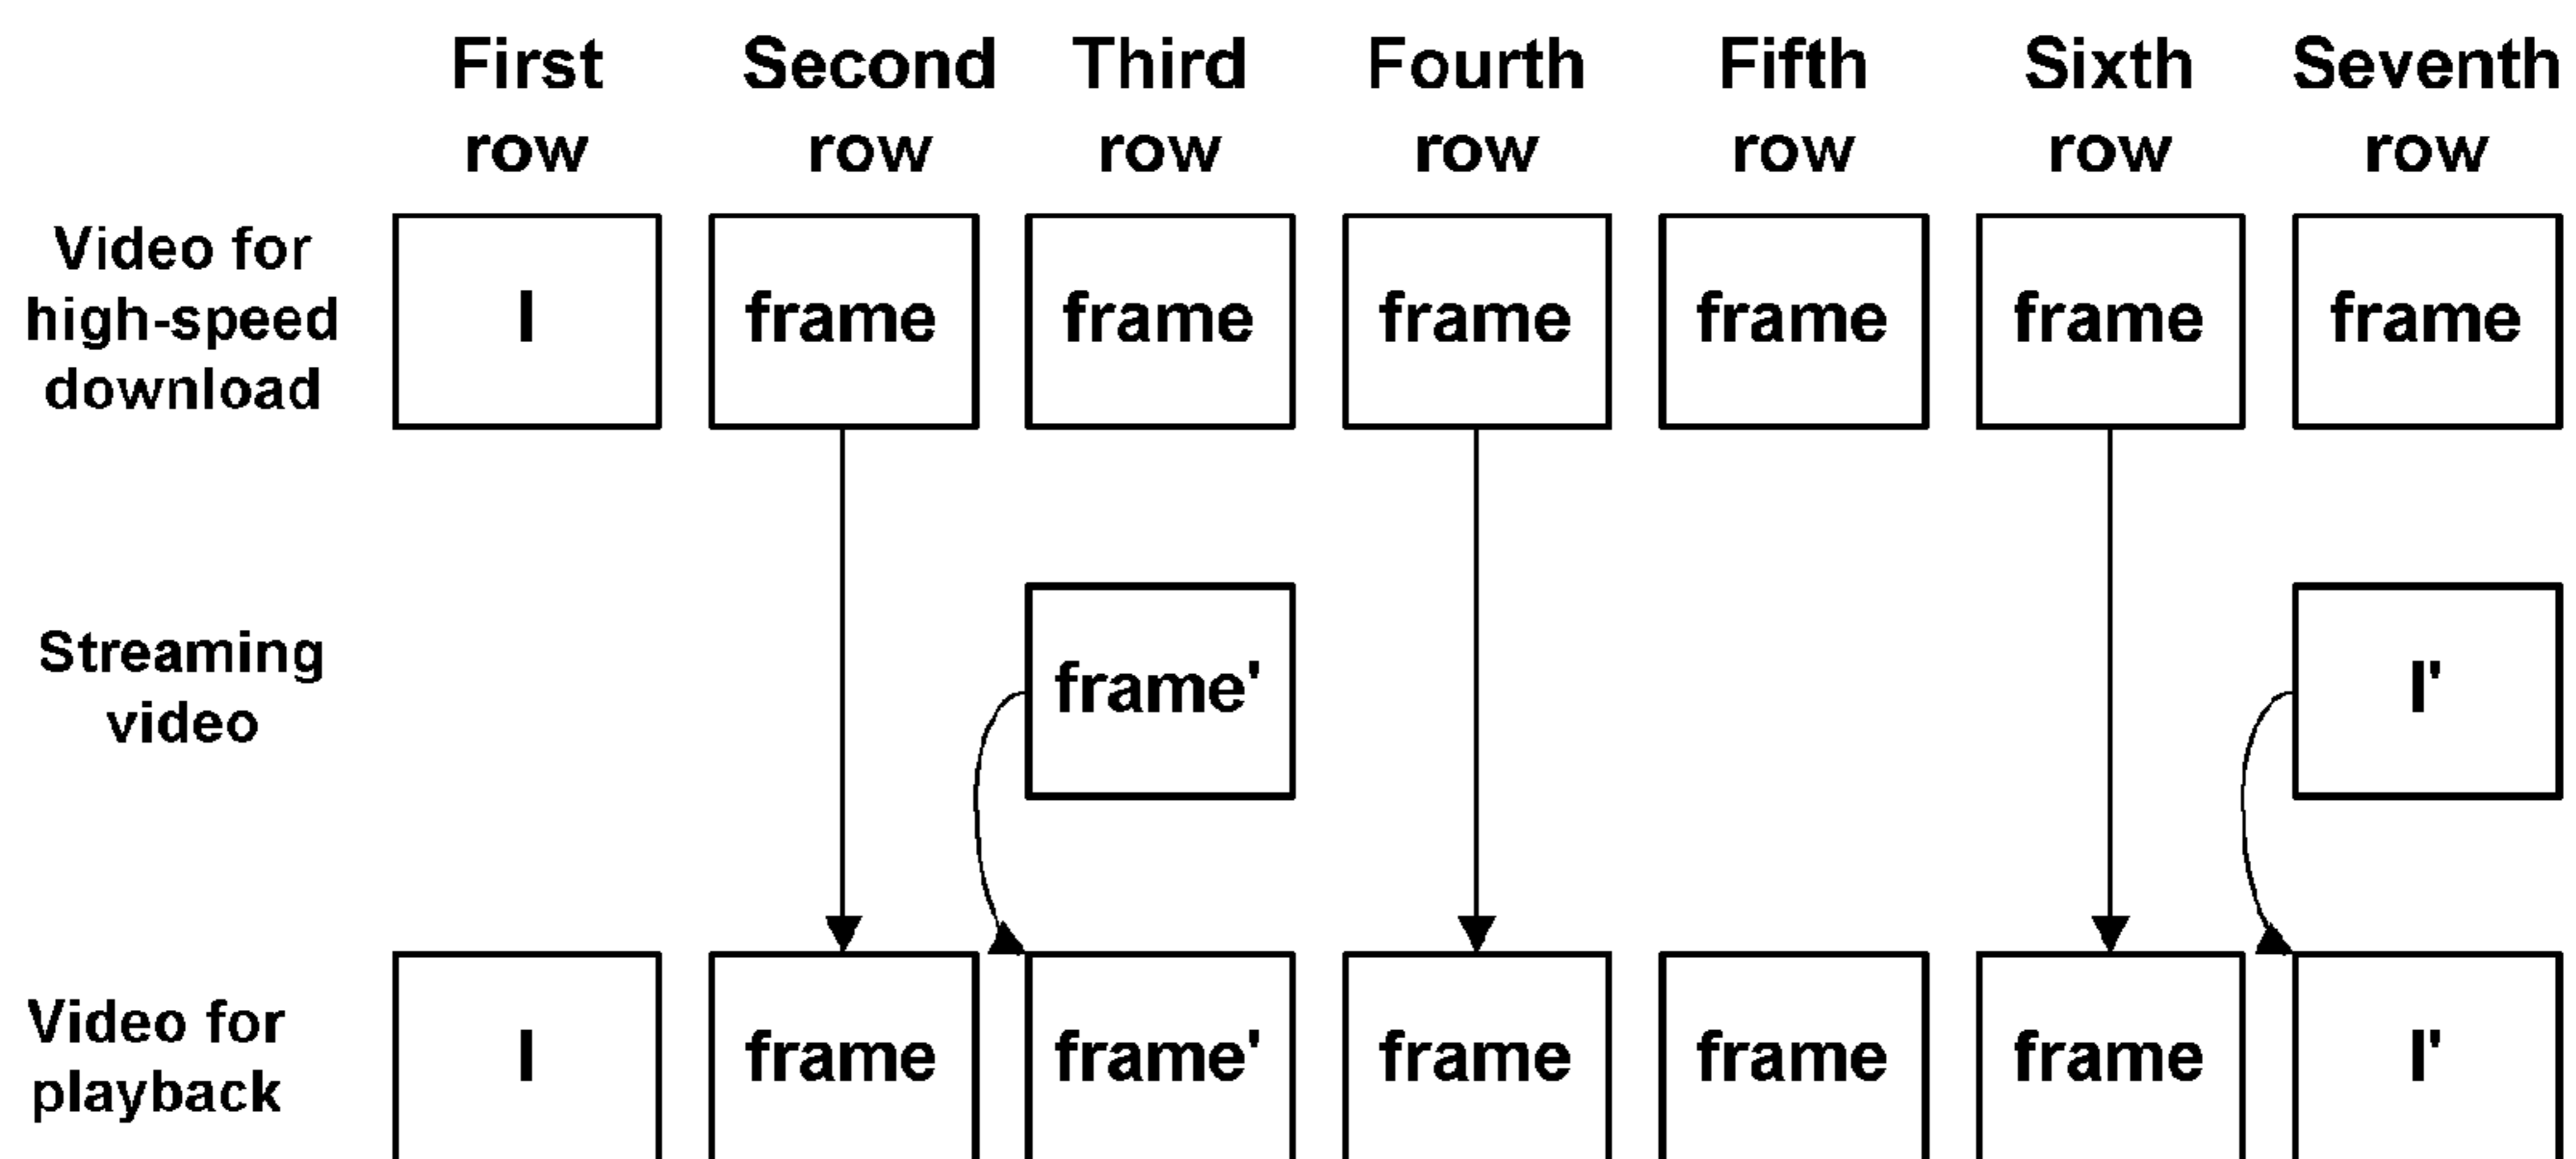 First Second Third Fourth Fifth Sixth Seventh
row row row row row row row
Video for
high-speed
download
I frame frame frame frame frame frame
Streaming
video
frame' I'
Video for
playback
I frame frame' frame frame frame I'